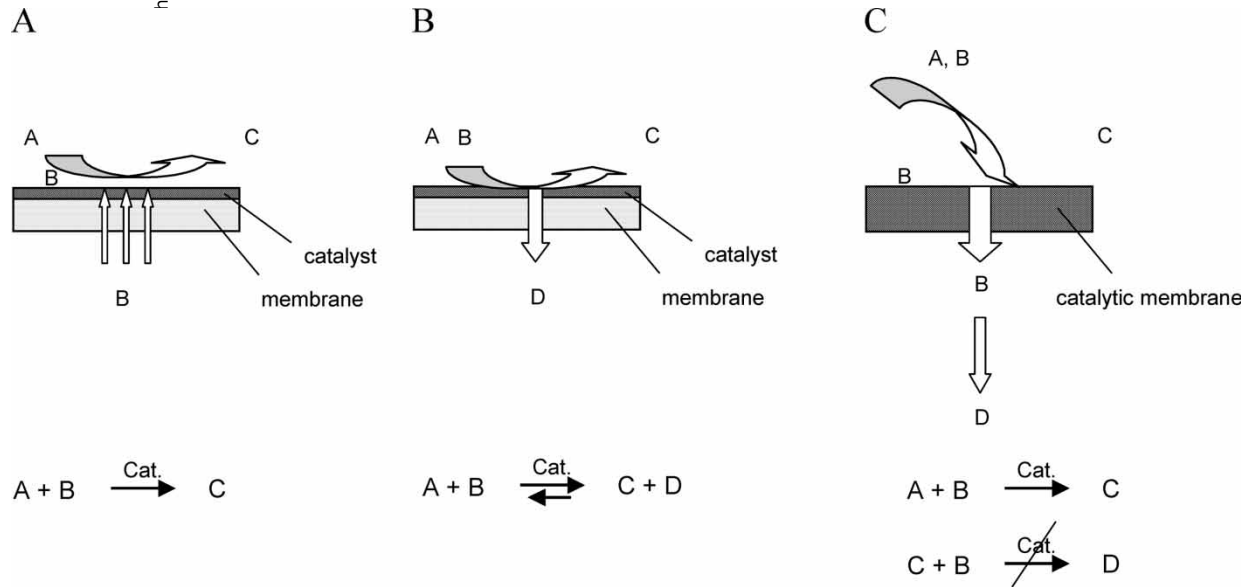 A
A
B
C
catalyst
membrane
B
A + B Cat. C
B
A B
C
catalyst
membrane
D
A + B Cat. C + D
C
A, B
C
B
B
catalytic membrane
D
A + B Cat. C
C + B Cat. D